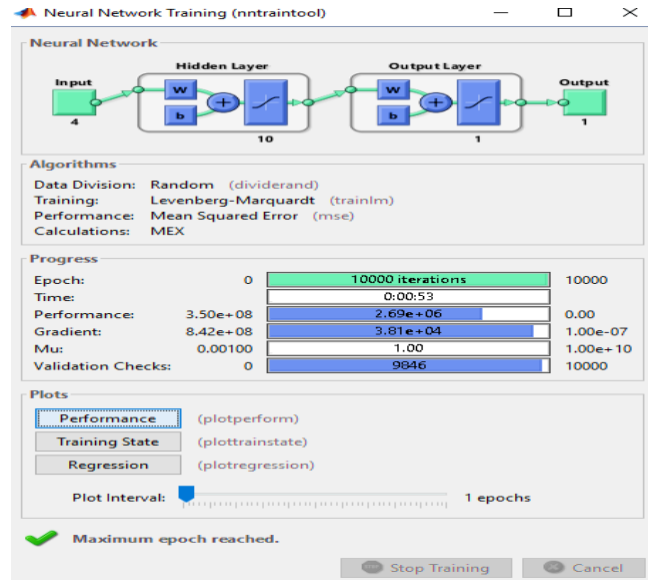 Neural Network Training (nntraintool)
Neural Network
Hidden Layer
Output Layer
Input
Output
W
b
W
b
4
10
1
1
Algorithms
Data Division: Random (dividerand)
Training: Levenberg-Marquardt (trainlm)
Performance: Mean Squared Error (mse)
Calculations: MEX
Progress
Epoch: 0 10000 iterations 10000
Time: 0:00:53
Performance: 3.50e+08 2.69e+06 0.00
Gradient: 8.42e+08 3.81e+04 1.00e-07
Mu: 0.00100 1.00 1.00e+10
Validation Checks: 0 9846 10000
Plots
Performance (plotperform)
Training State (plottrainstate)
Regression (plotregression)
Plot Interval: 1 epochs
Maximum epoch reached.
Stop Training Cancel